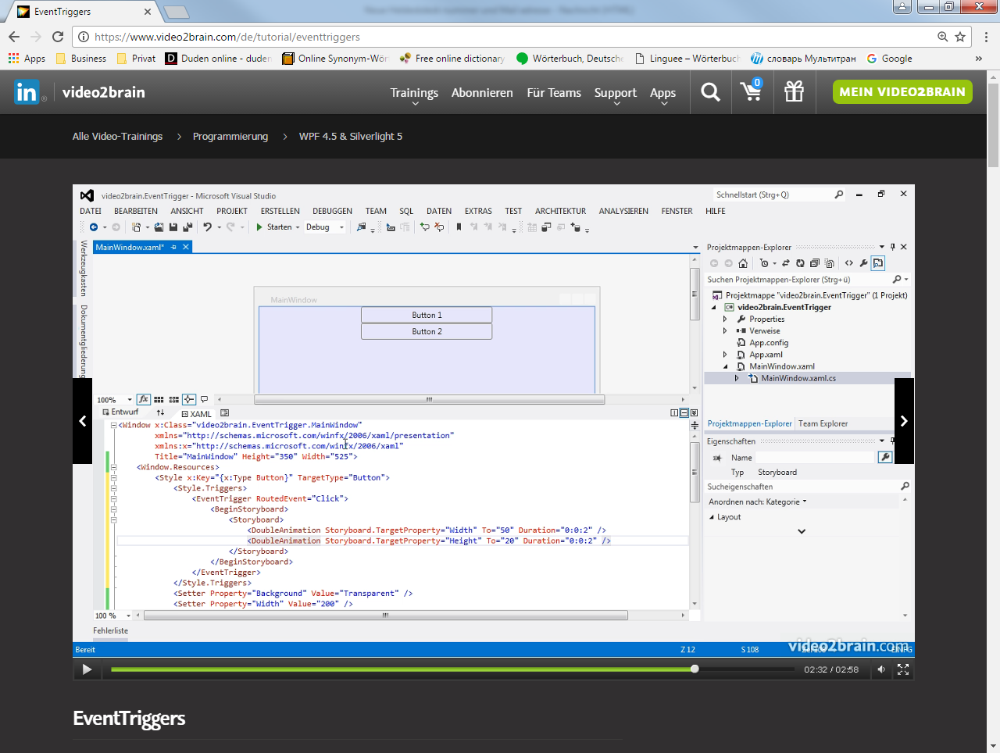 EventTriggers
https://www.video2brain.com/de/tutorial/eventtriggers
Apps Business Privat Duden online - duden Online Synonym-Wör Free online dictionary Wörterbuch, Deutsche Linguee – Wörterbuch словарь Мультитран Google »
in video2brain
Trainings Abonnieren Für Teams Support Apps 0 MEIN VIDEO2BRAIN
Alle Video-Trainings > Programmierung > WPF 4.5 & Silverlight 5
video2brain.EventTrigger - Microsoft Visual Studio
Schnellstart (Strg+Q)
DATEI BEARBEITEN ANSICHT PROJEKT ERSTELLEN DEBUGGEN TEAM SQL DATEN EXTRAS TEST ARCHITEKTUR ANALYSIEREN FENSTER HILFE
Starten Debug
Werkzeugkasten
Dokumentgliederung
MainWindow.xaml*
MainWindow
Button 1
Button 2
100%
Entwurf XAML
<Window x:Class="video2brain.EventTrigger.MainWindow"
xmlns="http://schemas.microsoft.com/winfx/2006/xaml/presentation"
xmlns:x="http://schemas.microsoft.com/winfx/2006/xaml"
Title="MainWindow" Height="350" Width="525">
<Window.Resources>
<Style x:Key="{x:Type Button}" TargetType="Button">
<Style.Triggers>
<EventTrigger RoutedEvent="Click">
<BeginStoryboard>
<Storyboard>
<DoubleAnimation Storyboard.TargetProperty="Width" To="50" Duration="0:0:2" />
<DoubleAnimation Storyboard.TargetProperty="Height" To="20" Duration="0:0:2" />
</Storyboard>
</BeginStoryboard>
</EventTrigger>
</Style.Triggers>
<Setter Property="Background" Value="Transparent" />
<Setter Property="Width" Value="200" />
100 %
Fehlerliste
Projektmappen-Explorer
Suchen Projektmappen-Explorer (Strg+ü)
Projektmappe "video2brain.EventTrigger" (1 Projekt)
video2brain.EventTrigger
Properties
Verweise
App.config
App.xaml
MainWindow.xaml
MainWindow.xaml.cs
Projektmappen-Explorer Team Explorer
Eigenschaften
Name
Typ Storyboard
Sucheigenschaften
Anordnen nach: Kategorie
Layout
Bereit Z 12 S 108
video2brain.com
02:32 / 02:58
EventTriggers